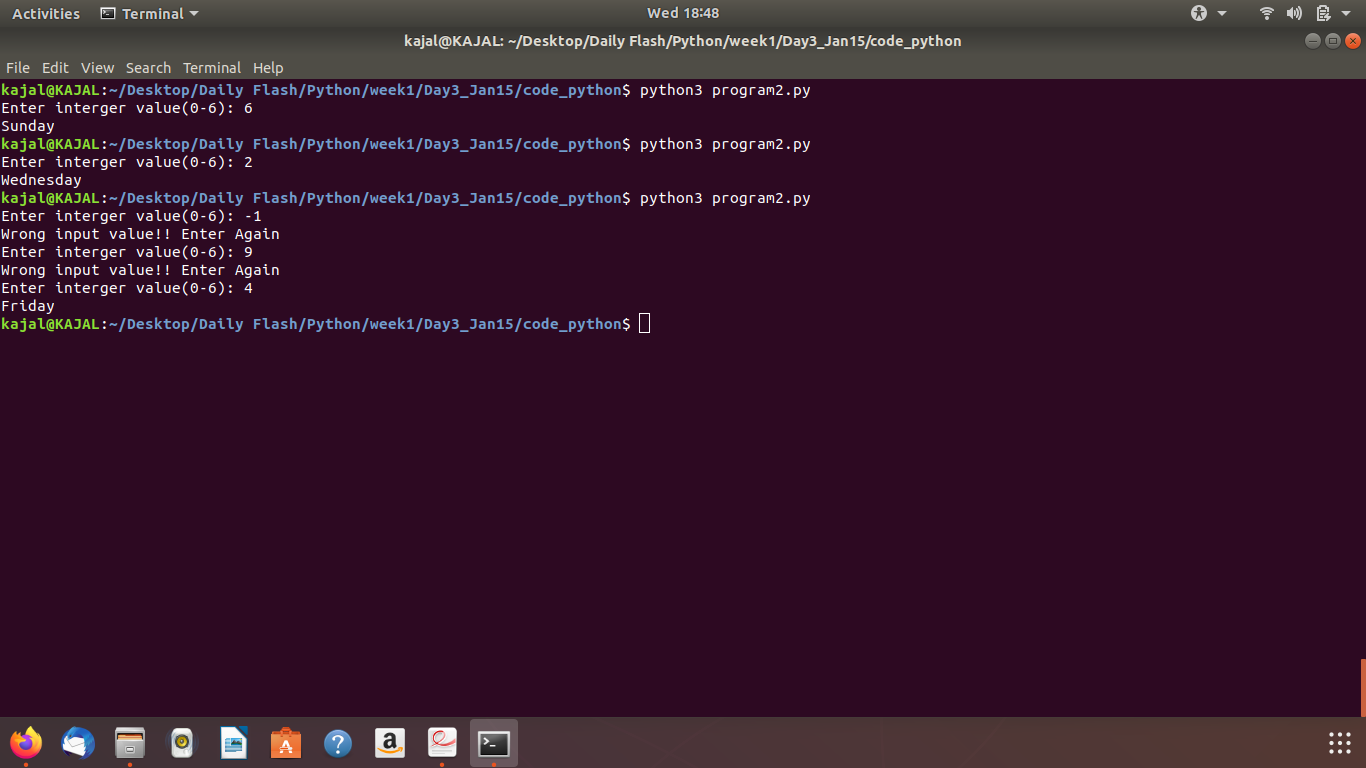 Activities Terminal Wed 18:48
kajal@KAJAL: ~/Desktop/Daily Flash/Python/week1/Day3_Jan15/code_python
File Edit View Search Terminal Help
kajal@KAJAL:~/Desktop/Daily Flash/Python/week1/Day3_Jan15/code_python$ python3 program2.py
Enter interger value(0-6): 6
Sunday
kajal@KAJAL:~/Desktop/Daily Flash/Python/week1/Day3_Jan15/code_python$ python3 program2.py
Enter interger value(0-6): 2
Wednesday
kajal@KAJAL:~/Desktop/Daily Flash/Python/week1/Day3_Jan15/code_python$ python3 program2.py
Enter interger value(0-6): -1
Wrong input value!! Enter Again
Enter interger value(0-6): 9
Wrong input value!! Enter Again
Enter interger value(0-6): 4
Friday
kajal@KAJAL:~/Desktop/Daily Flash/Python/week1/Day3_Jan15/code_python$